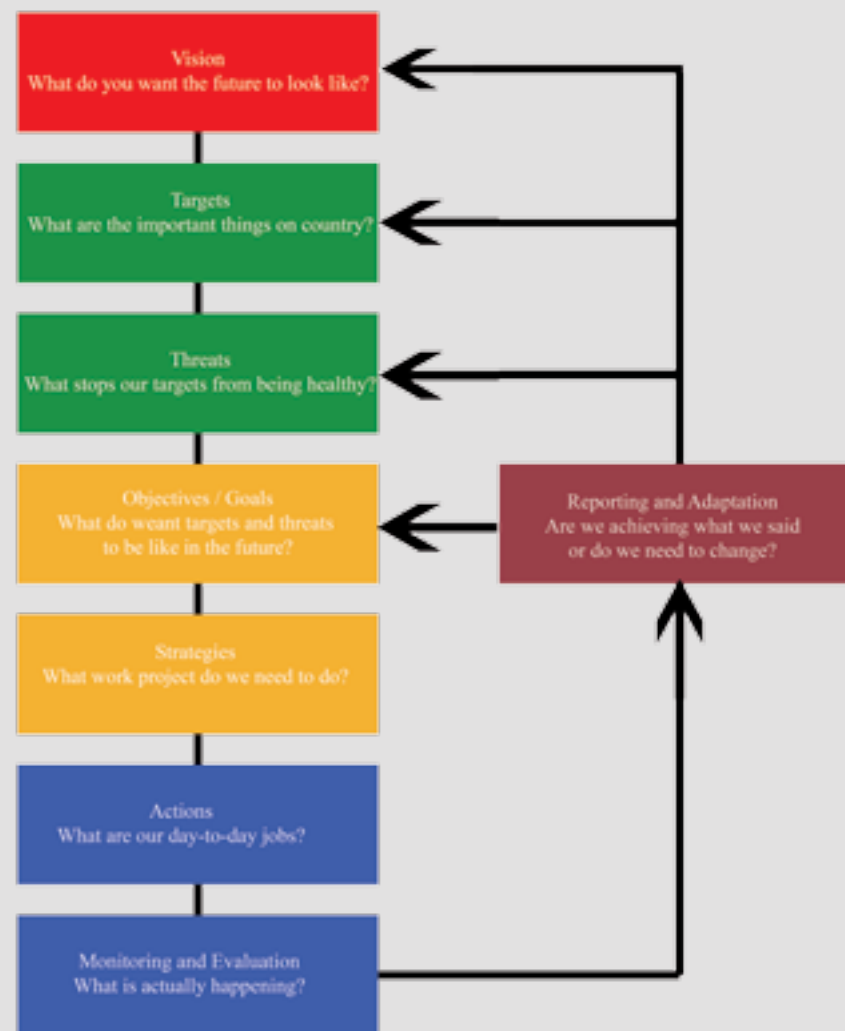 Vision
What do you want the future to look like?
Targets
What are the important things on country?
Threats
What stops our targets from being healthy?
Objectives / Goals
What do weant targets and threats
to be like in the future?
Reporting and Adaptation
Are we achieving what we said
or do we need to change?
Strategies
What work project do we need to do?
Actions
What are our day-to-day jobs?
Monitoring and Evaluation
What is actually happening?